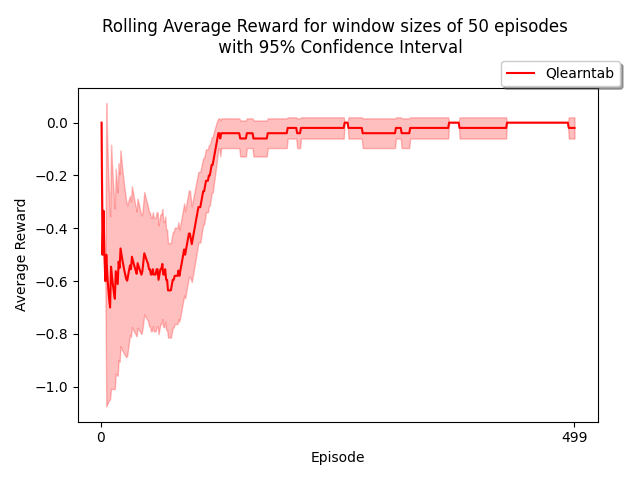 Rolling Average Reward for window sizes of 50 episodes
with 95% Confidence Interval
Qlearntab
Average Reward
0.0
−0.2
−0.4
−0.6
−0.8
−1.0
0
499
Episode